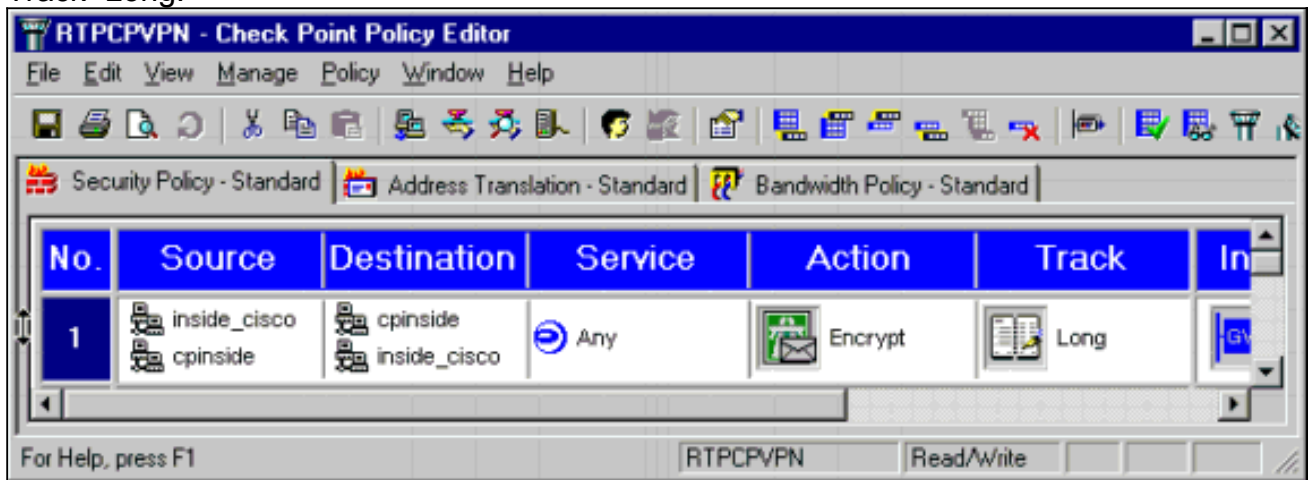 RTPCPVPN - Check Point Policy Editor
File Edit View Manage Policy Window Help
Security Policy - Standard Address Translation - Standard Bandwidth Policy - Standard
No. Source Destination Service Action Track In
1 inside_cisco cpinside Any Encrypt Long
cpinside inside_cisco
For Help, press F1 RTPCPVPN Read/Write